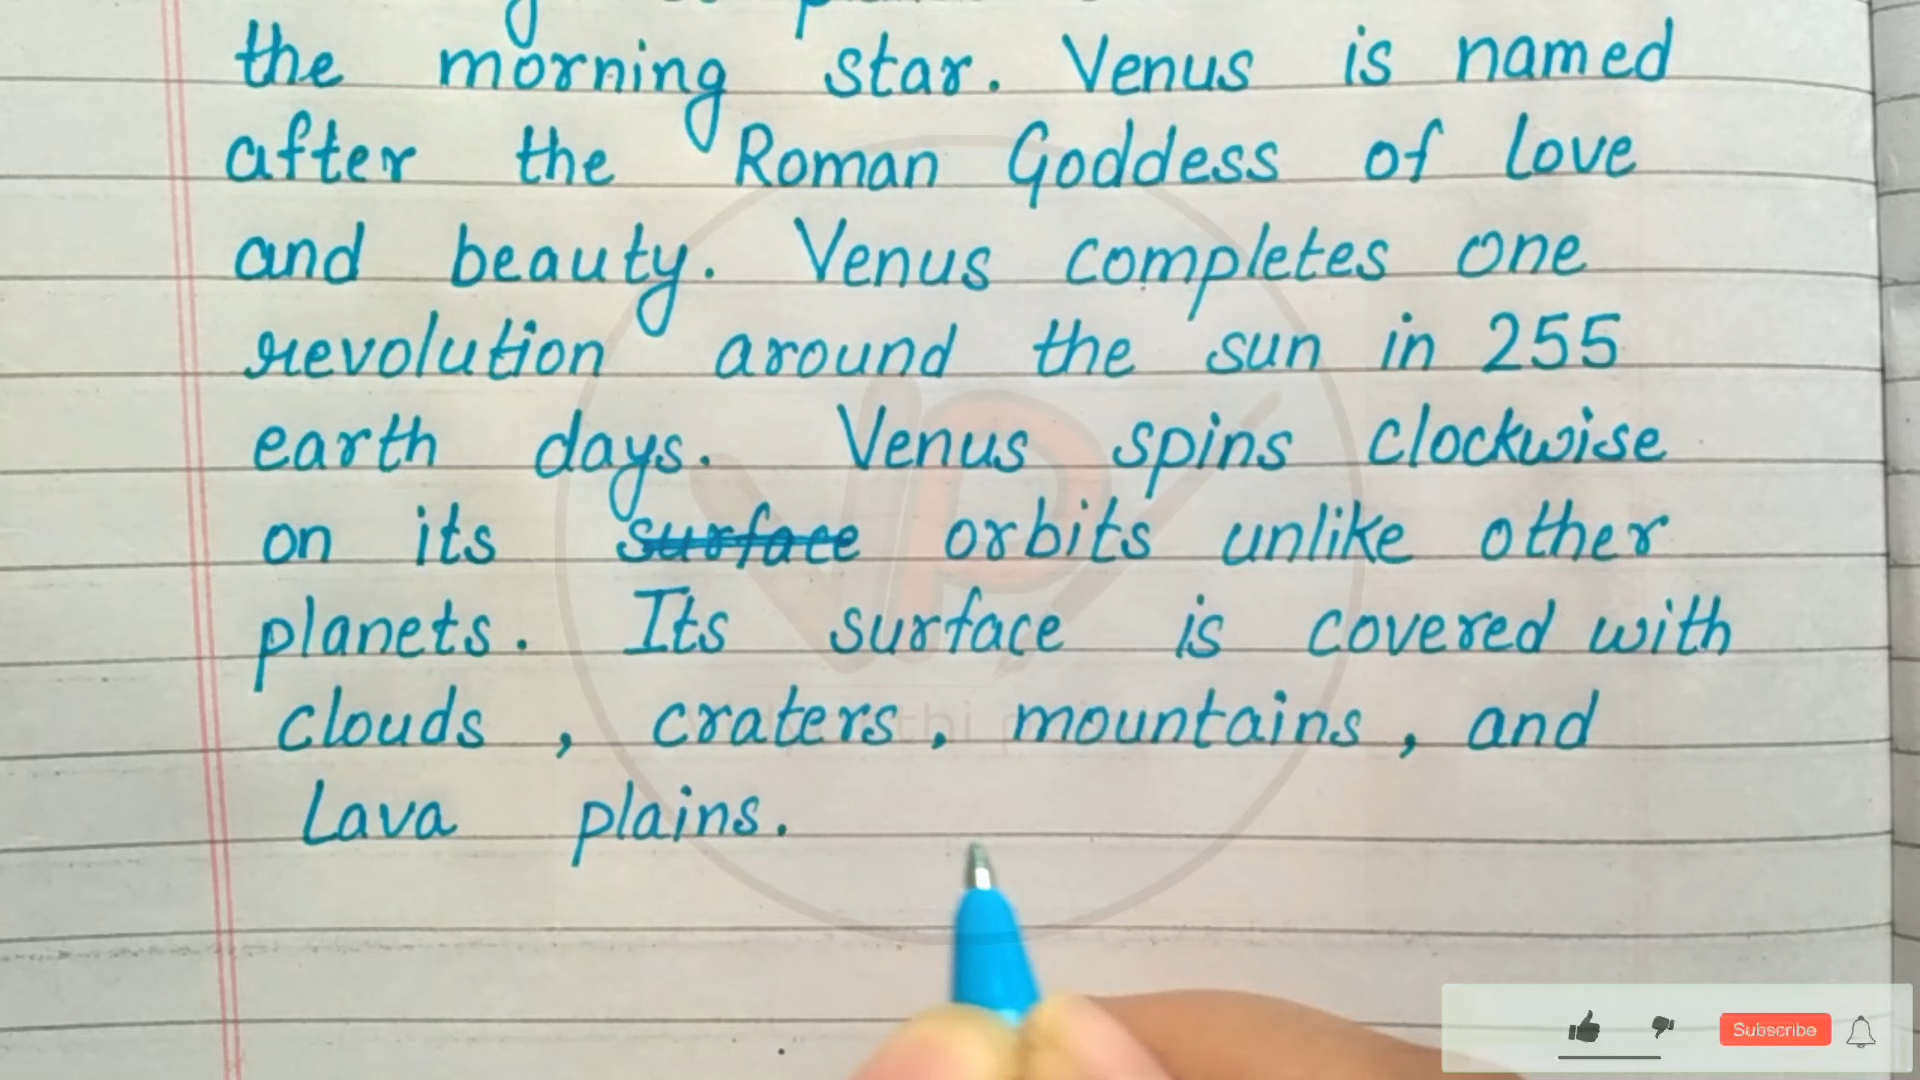 the morning star. Venus is named
after the Roman Goddess of love
and beauty. Venus completes one
revolution around the sun in 255
earth days. Venus spins clockwise
on its surface orbits unlike other
planets. Its surface is covered with
clouds, craters, mountains, and
Lava plains.
Subscribe